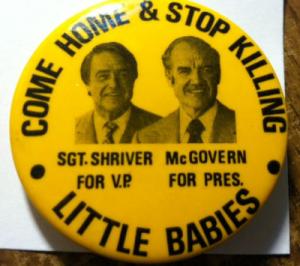 COME HOME & STOP KILLING
SGT. SHRIVER
FOR V.P.
McGOVERN
FOR PRES.
LITTLE BABIES